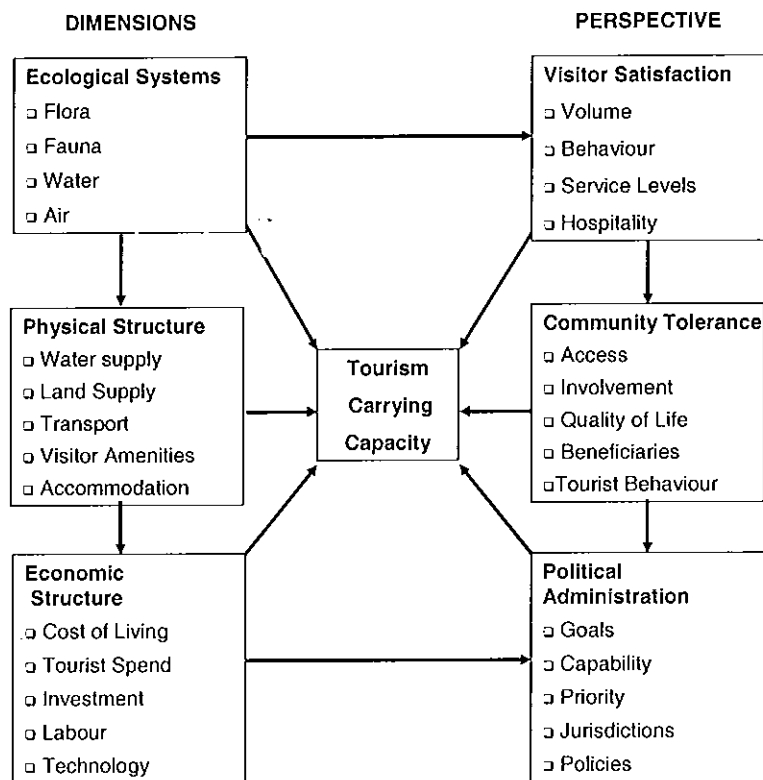 DIMENSIONS
PERSPECTIVE
Ecological Systems
❑ Flora
❑ Fauna
❑ Water
❑ Air
Visitor Satisfaction
❑ Volume
❑ Behaviour
❑ Service Levels
❑ Hospitality
Physical Structure
❑ Water supply
❑ Land Supply
❑ Transport
❑ Visitor Amenities
❑ Accommodation
Tourism
Carrying
Capacity
Community Tolerance
❑ Access
❑ Involvement
❑ Quality of Life
❑ Beneficiaries
❑Tourist Behaviour
Economic
Structure
❑ Cost of Living
❑ Tourist Spend
❑ Investment
❑ Labour
❑ Technology
Political
Administration
❑ Goals
❑ Capability
❑ Priority
❑ Jurisdictions
❑ Policies